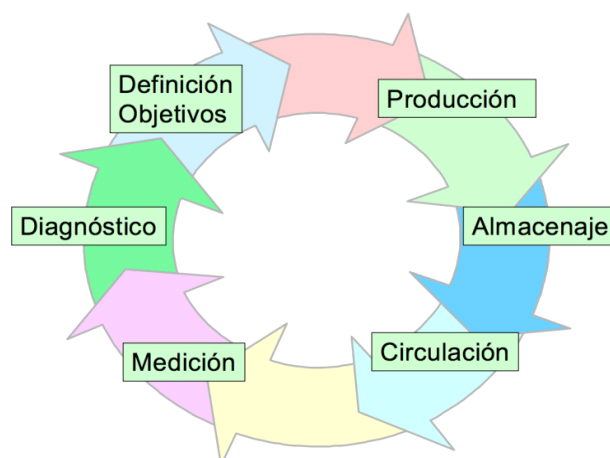 Definición
Objetivos
Producción
Almacenaje
Circulación
Medición
Diagnóstico